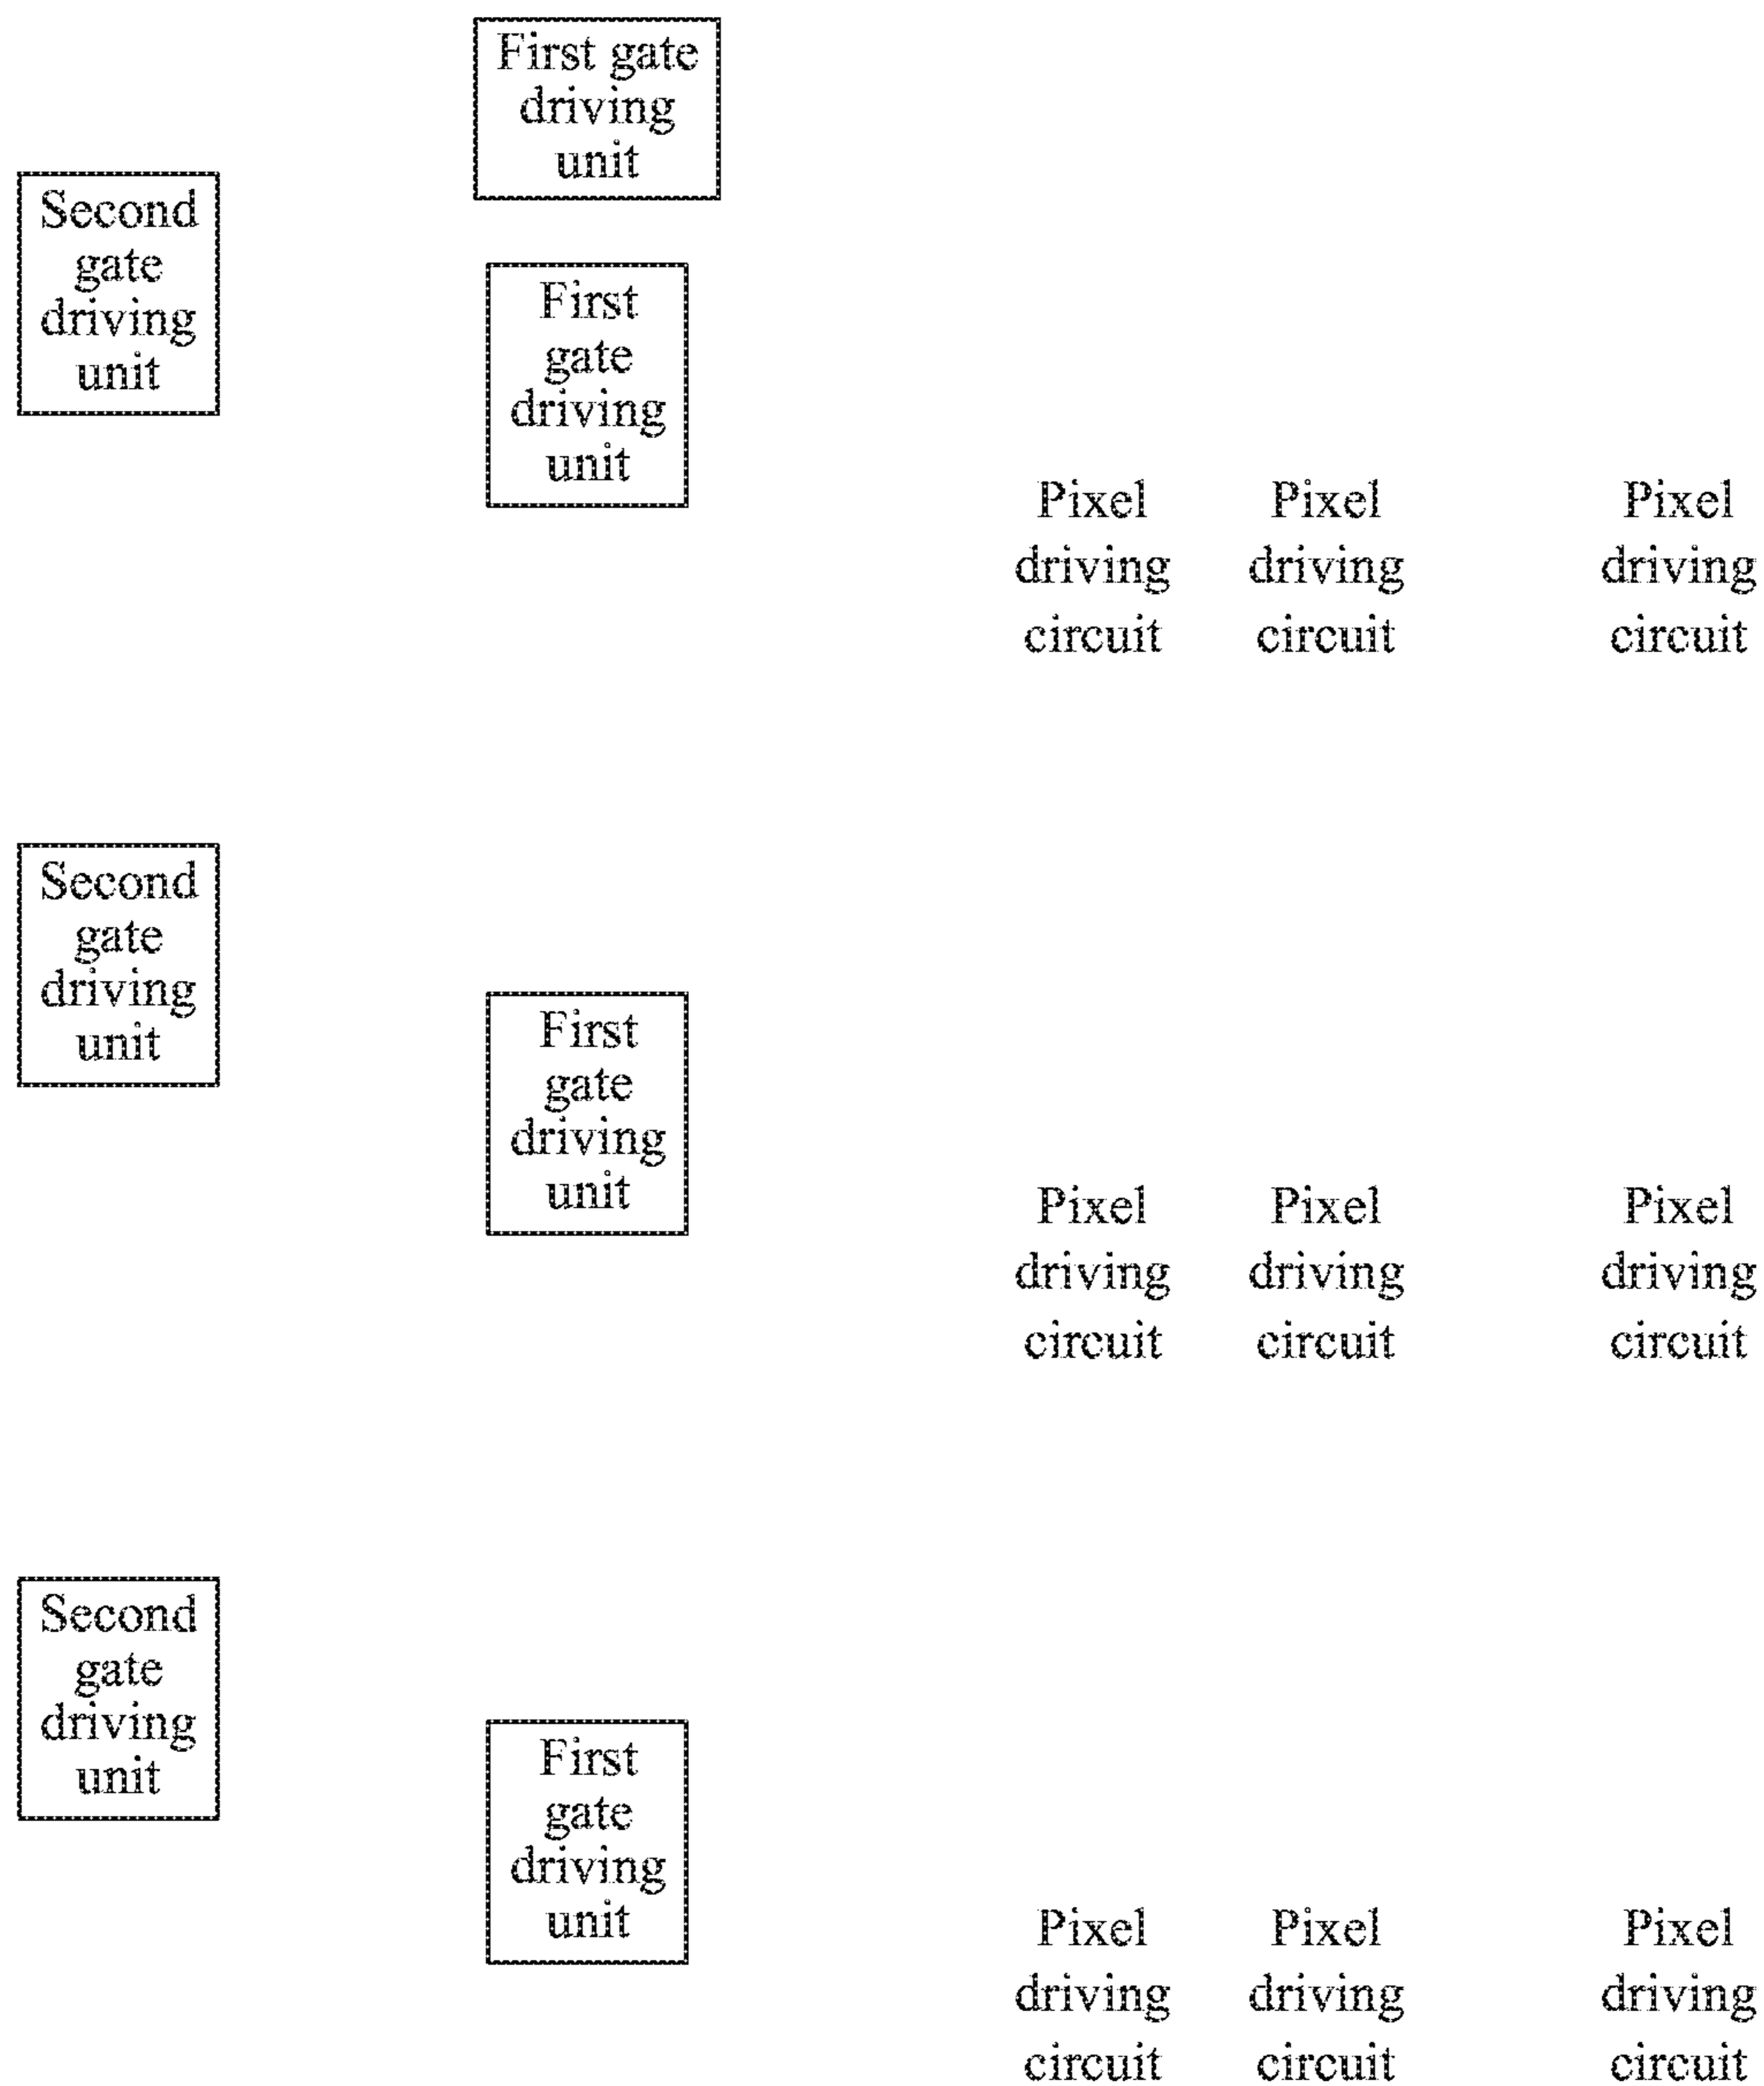 First gate
driving
unit
Second
gate
driving
unit
First
gate
driving
unit
Pixel
driving
circuit
Pixel
driving
circuit
Pixel
driving
circuit
Second
gate
driving
unit
First
gate
driving
unit
Pixel
driving
circuit
Pixel
driving
circuit
Pixel
driving
circuit
Second
gate
driving
unit
First
gate
driving
unit
Pixel
driving
circuit
Pixel
driving
circuit
Pixel
driving
circuit